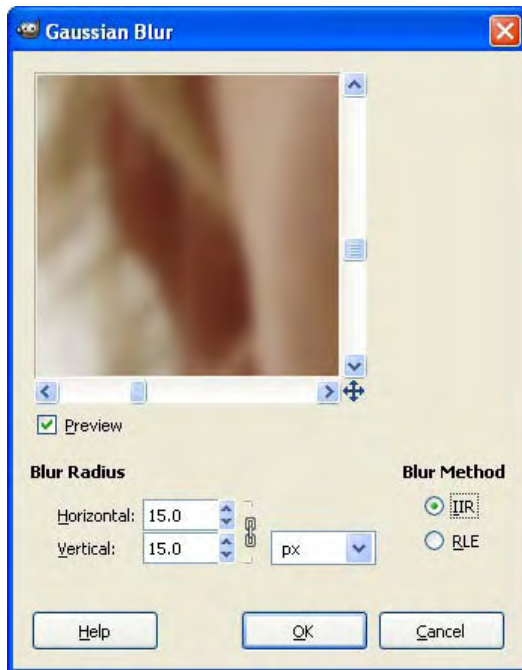 Gaussian Blur
Preview
Blur Radius
Blur Method
Horizontal: 15.0
IIR
Vertical: 15.0
px
RLE
Help
OK
Cancel